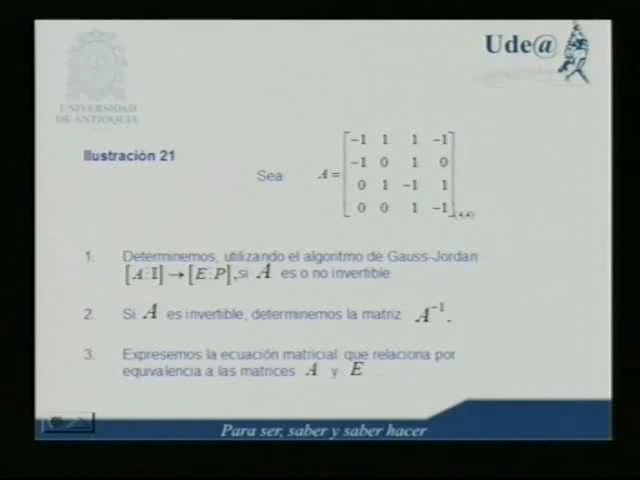 UNIVERSIDAD
DE ANTIOQUIA
Ude@
Ilustración 21
Sea A = [ -1 1 1 -1
-1 0 1 0
0 1 -1 1
0 0 1 -1 ](4,4)
1. Determinemos, utilizando el algoritmo de Gauss-Jordan
[A⋮I]→[E⋮P], si A es o no invertible.
2. Si A es invertible, determinemos la matriz A⁻¹.
3. Expresemos la ecuación matricial que relaciona por
equivalencia a las matrices A y E
Para ser, saber y saber hacer